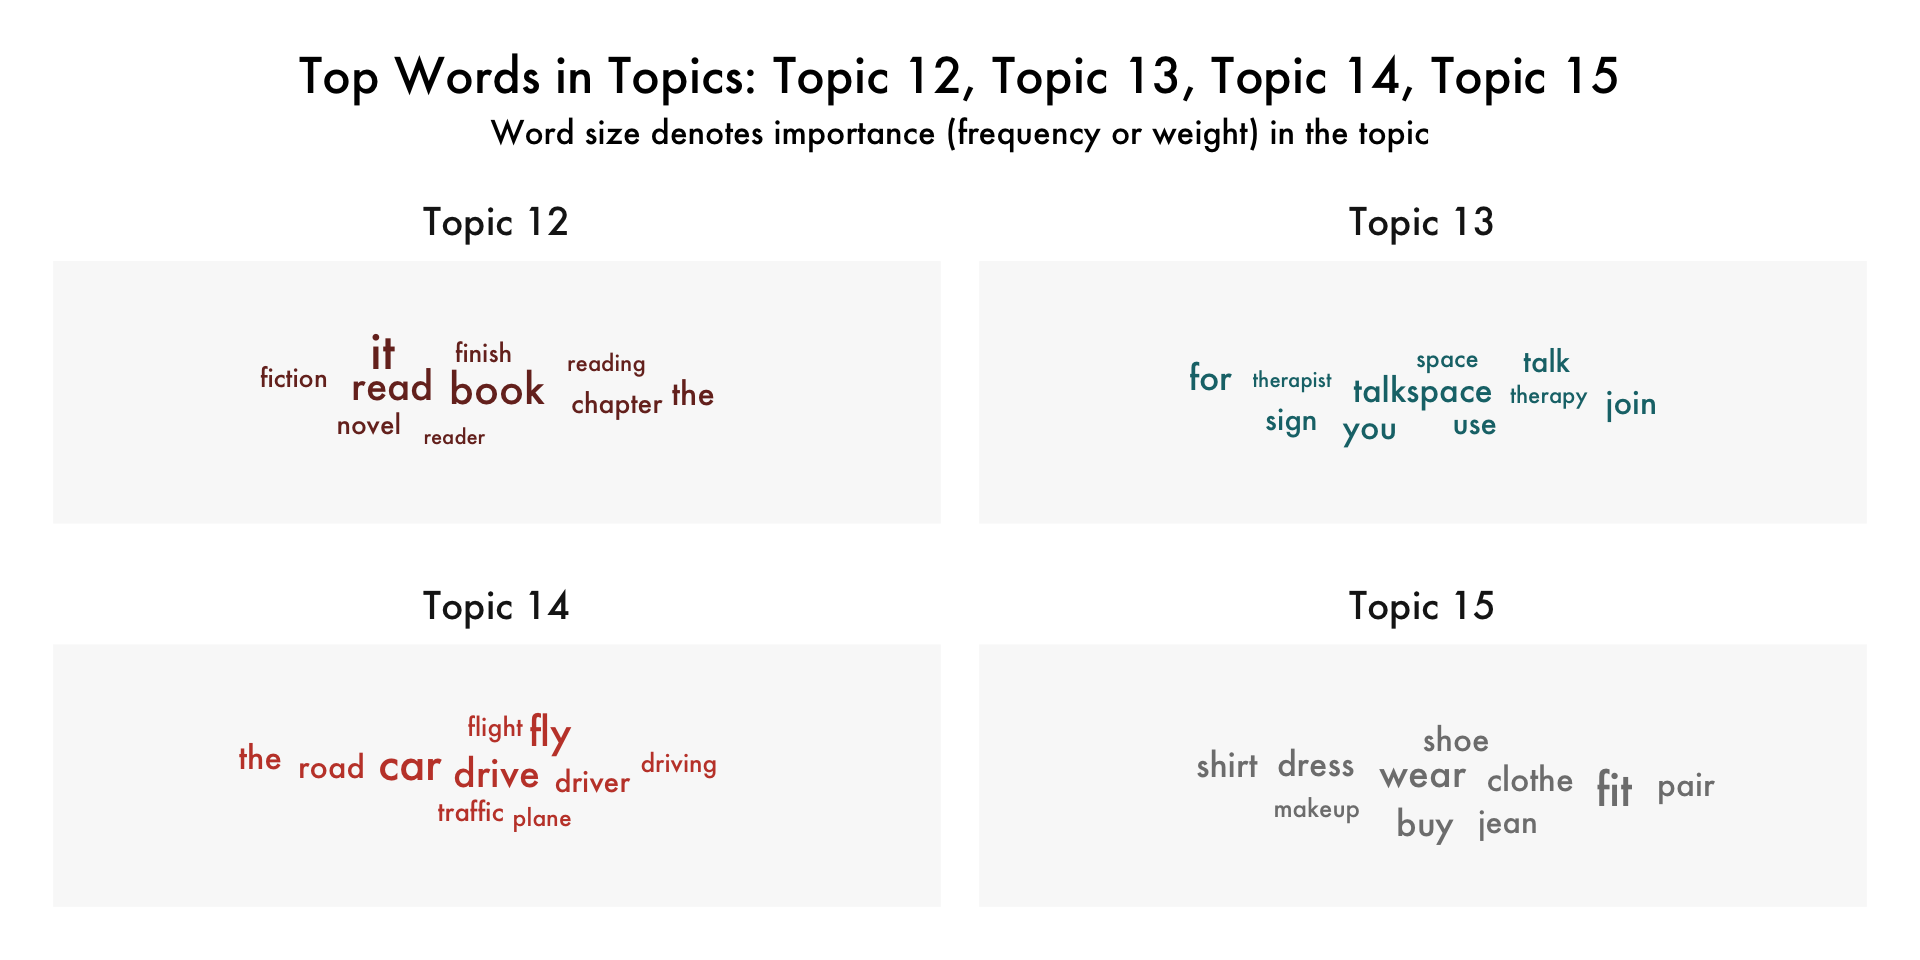 Top Words in Topics: Topic 12, Topic 13, Topic 14, Topic 15
Word size denotes importance (frequency or weight) in the topic
Topic 12
it
finish
reading
fiction
read
book
chapter
the
novel
reader
Topic 13
space
talk
for
therapist
talkspace
therapy
join
sign
you
use
Topic 14
flight
fly
the
road
car
drive
driver
driving
traffic
plane
Topic 15
shoe
shirt
dress
wear
clothe
fit
pair
makeup
buy
jean